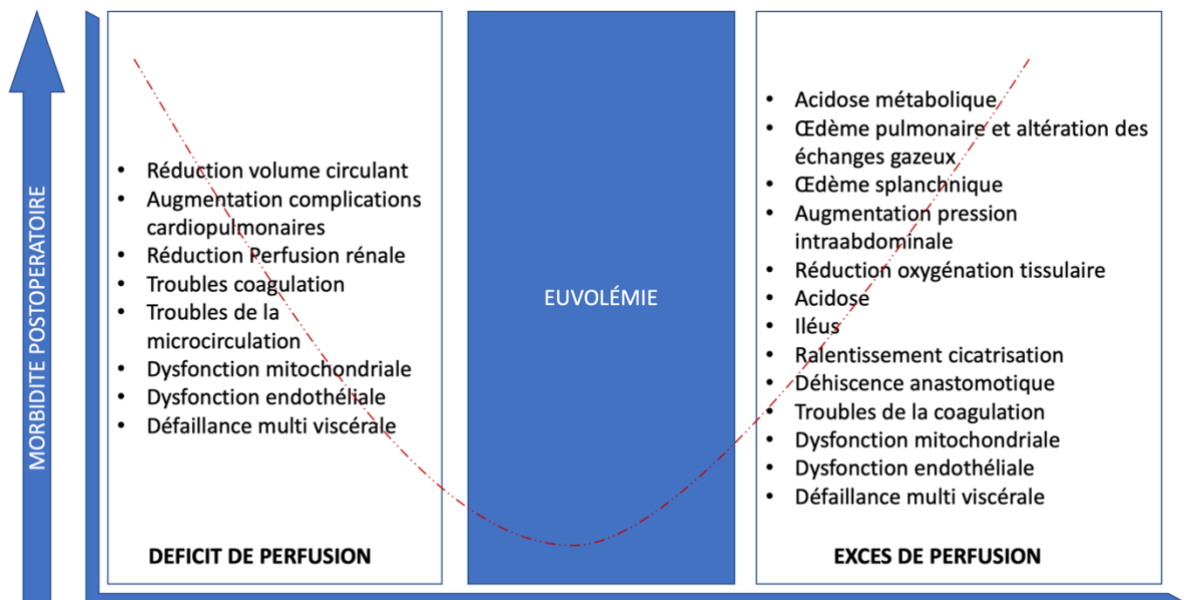 MORBIDITE POSTOPERATOIRE
• Réduction volume circulant
• Augmentation complications
cardiopulmonaires
• Réduction Perfusion rénale
• Troubles coagulation
• Troubles de la
microcirculation
• Dysfonction mitochondriale
• Dysfonction endothéliale
• Défaillance multi viscérale
DEFICIT DE PERFUSION
EUVOLÉMIE
• Acidose métabolique
• Œdème pulmonaire et altération des
échanges gazeux
• Œdème splanchnique
• Augmentation pression
intraabdominale
• Réduction oxygénation tissulaire
• Acidose
• Iléus
• Ralentissement cicatrisation
• Déhiscence anastomotique
• Troubles de la coagulation
• Dysfonction mitochondriale
• Dysfonction endothéliale
• Défaillance multi viscérale
EXCES DE PERFUSION